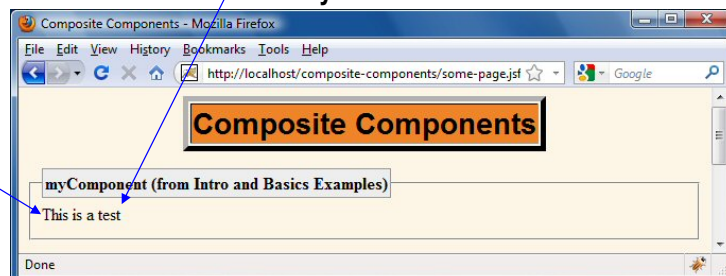 Composite Components - Mozilla Firefox
File Edit View History Bookmarks Tools Help
http://localhost/composite-components/some-page.jsf
Google
Composite Components
myComponent (from Intro and Basics Examples)
This is a test
Done